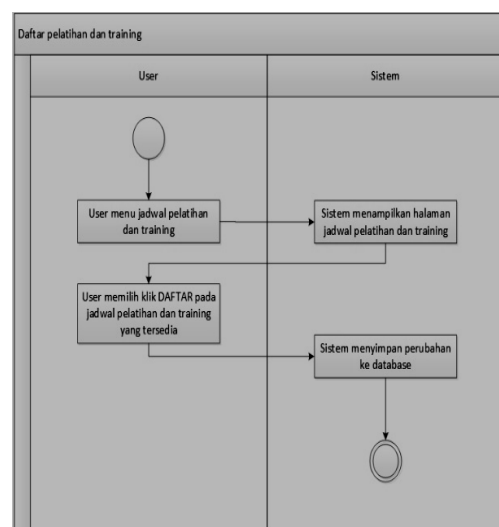 Daftar pelatihan dan training
User
Sistem
User menu jadwal pelatihan
dan training
Sistem menampilkan halaman
jadwal pelatihan dan training
User memilih klik DAFTAR pada
jadwal pelatihan dan training
yang tersedia
Sistem menyimpan perubahan
ke database